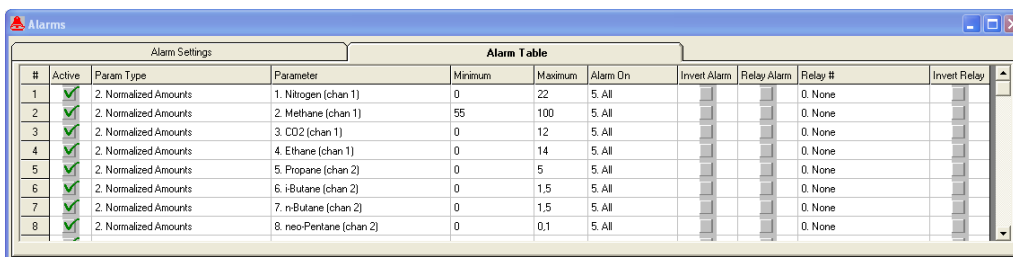 Alarms
Alarm Settings Alarm Table
# Active Param Type Parameter Minimum Maximum Alarm On Invert Alarm Relay Alarm Relay # Invert Relay
1 2. Normalized Amounts 1. Nitrogen (chan 1) 0 22 5. All 0. None
2 2. Normalized Amounts 2. Methane (chan 1) 55 100 5. All 0. None
3 2. Normalized Amounts 3. CO2 (chan 1) 0 12 5. All 0. None
4 2. Normalized Amounts 4. Ethane (chan 1) 0 14 5. All 0. None
5 2. Normalized Amounts 5. Propane (chan 2) 0 5 5. All 0. None
6 2. Normalized Amounts 6. i-Butane (chan 2) 0 1,5 5. All 0. None
7 2. Normalized Amounts 7. n-Butane (chan 2) 0 1,5 5. All 0. None
8 2. Normalized Amounts 8. neo-Pentane (chan 2) 0 0,1 5. All 0. None